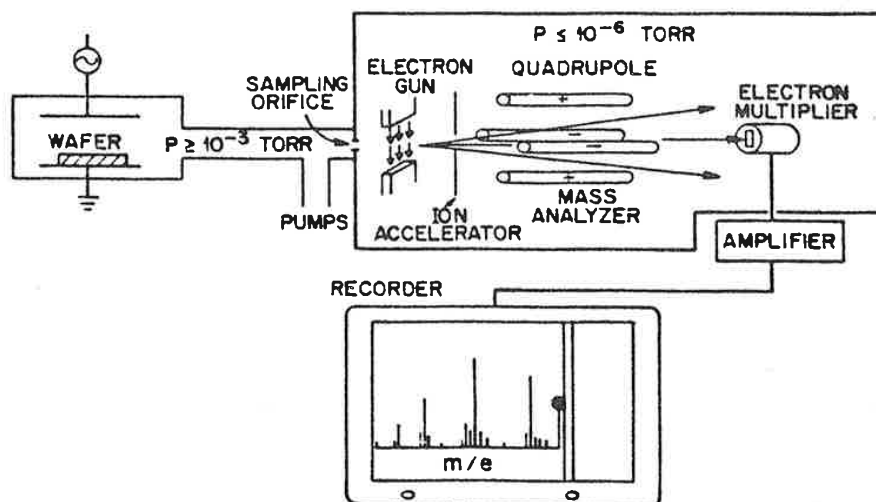 P ≤ 10⁻⁶ TORR
ELECTRON
GUN
QUADRUPOLE
SAMPLING
ORIFICE
ELECTRON
MULTIPLIER
WAFER
P ≥ 10⁻³ TORR
+
−
−
+
PUMPS
ION
ACCELERATOR
MASS
ANALYZER
AMPLIFIER
RECORDER
m/e